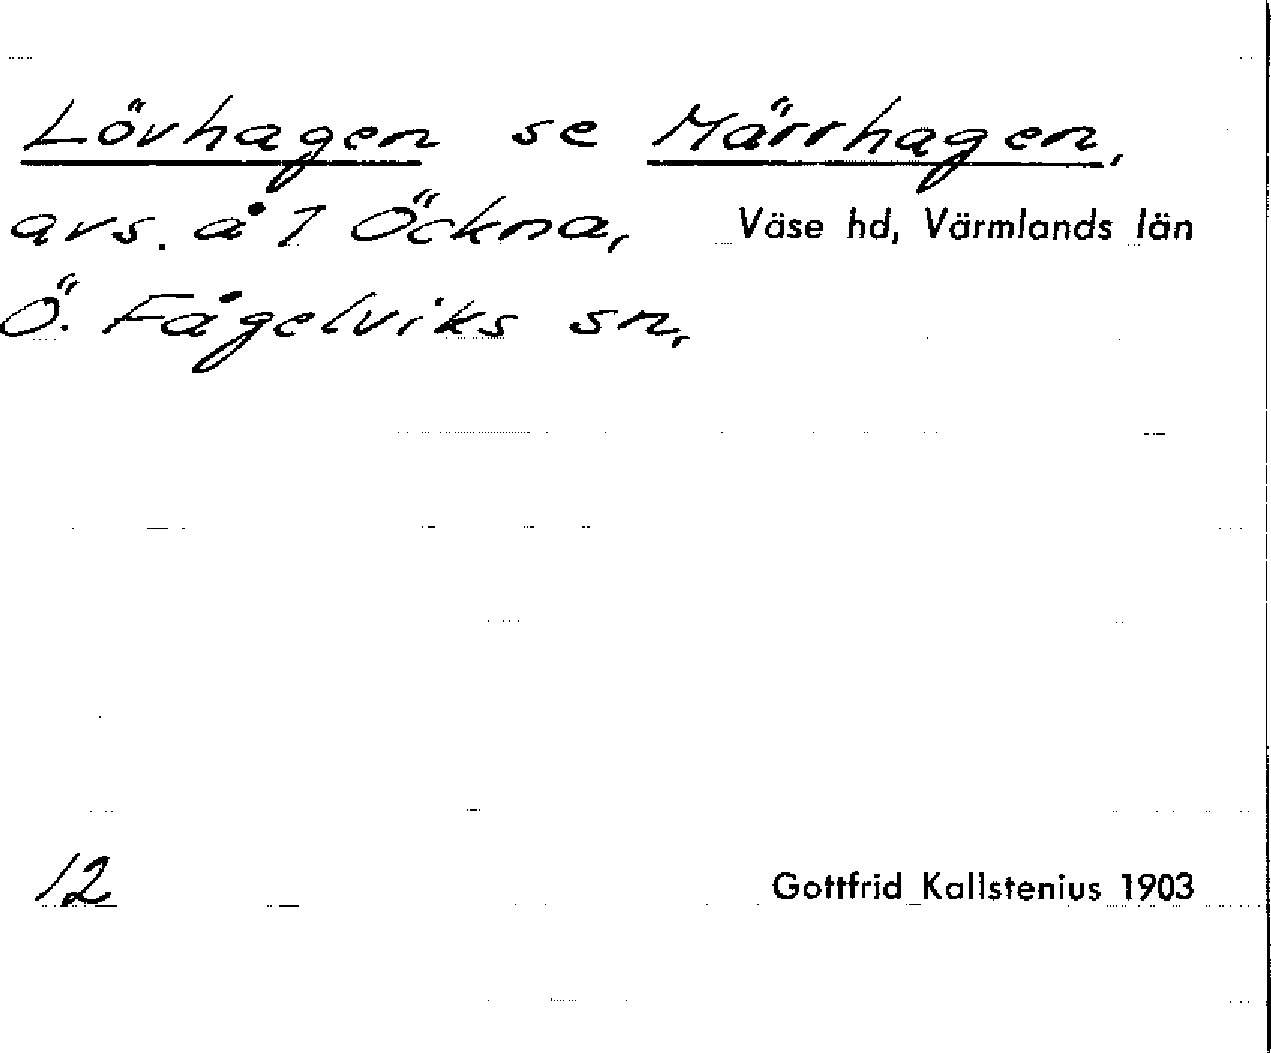 Lövhagen se Märrhagen,
avs. å 1 Öckna, Väse hd, Värmlands län
Ö. Fågelviks sn,
12
Gottfrid Kallstenius 1903